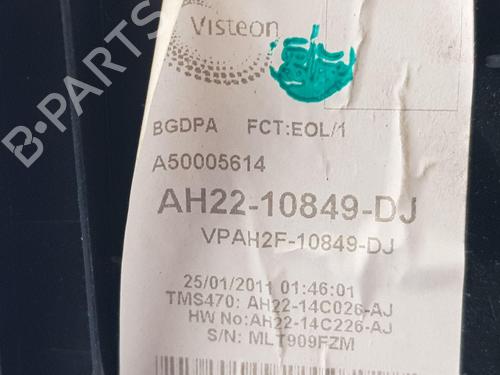 Visteon
BGDPA FCT:EOL/1
A50005614
AH22-10849-DJ
VPAH2F-10849-DJ
25/01/2011 01:46:01
TMS470: AH22-14C026-AJ
HW No:AH22-14C226-AJ
S/N: MLT909FZM
B-PARTS